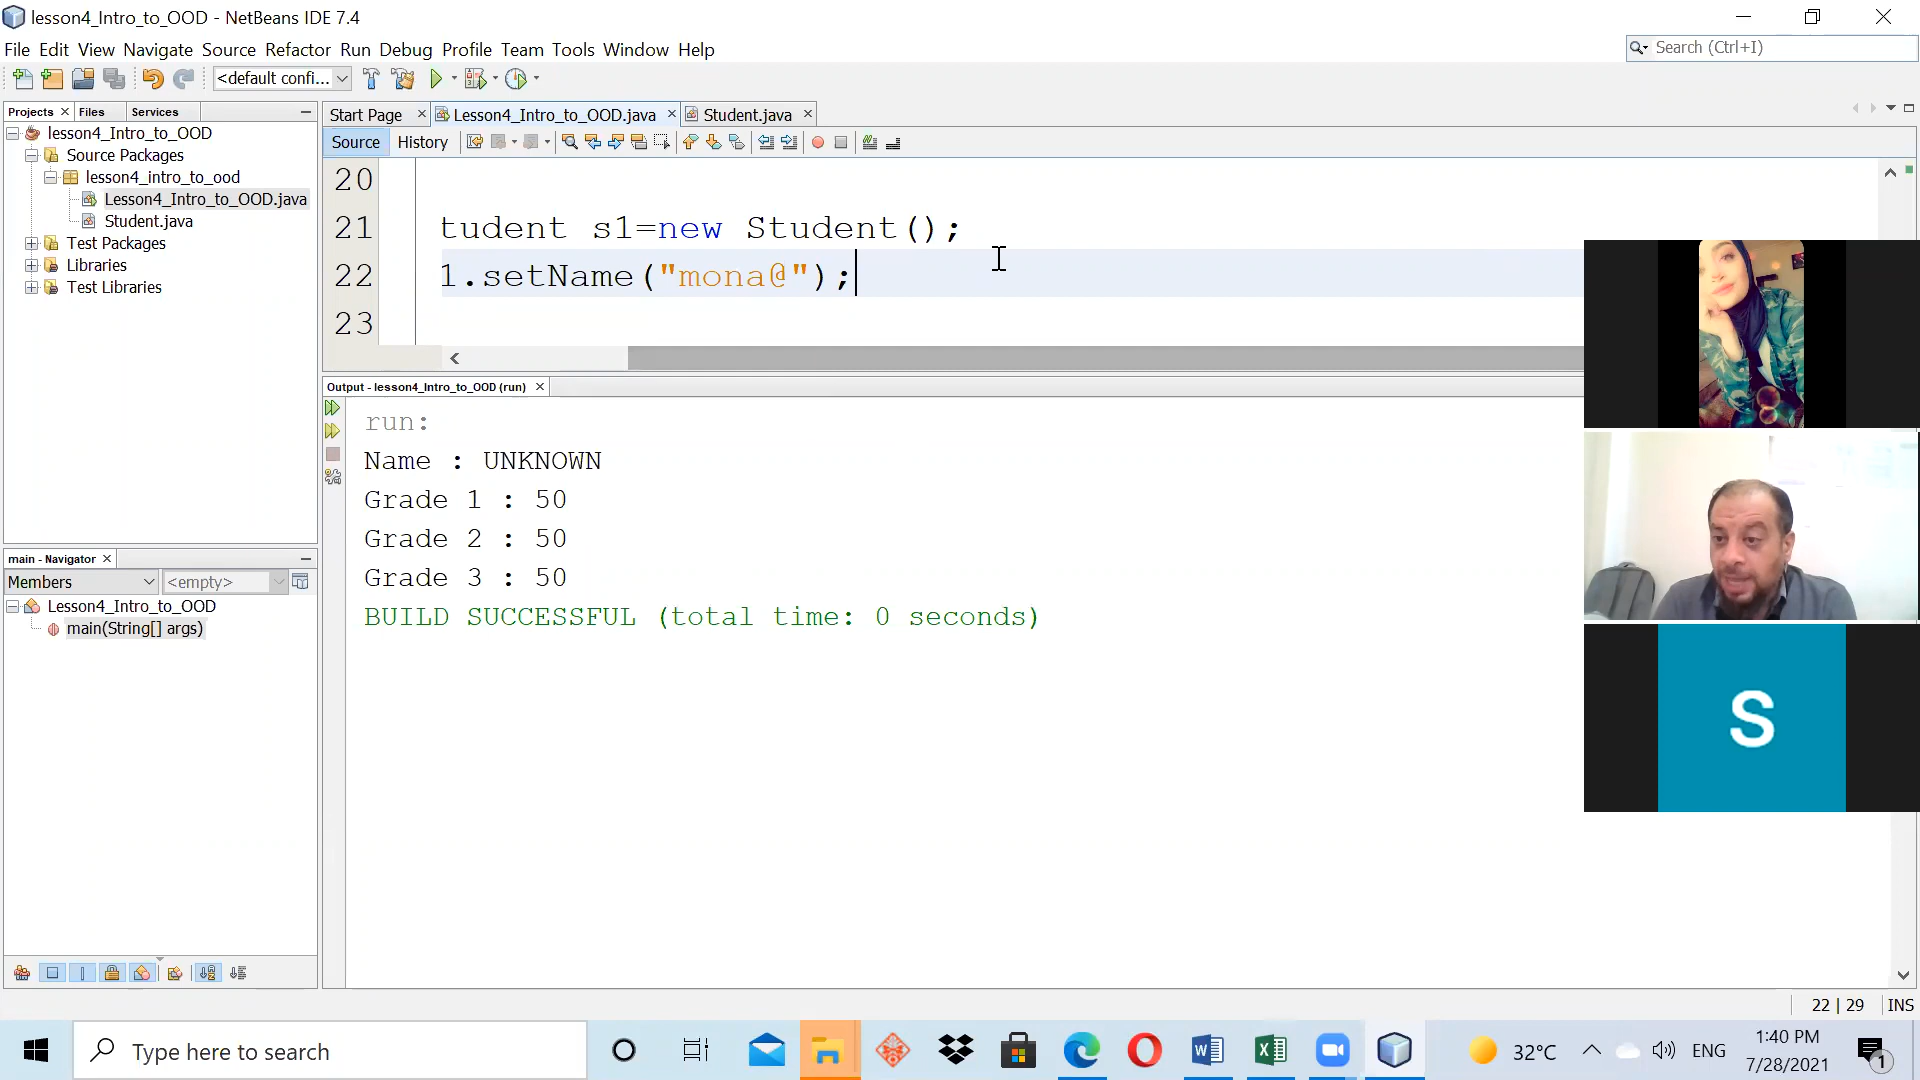 lesson4_Intro_to_OOD - NetBeans IDE 7.4
File Edit View Navigate Source Refactor Run Debug Profile Team Tools Window Help
Search (Ctrl+I)
<default confi...
Projects Files Services
Start Page Lesson4_Intro_to_OOD.java Student.java
lesson4_Intro_to_OOD
Source Packages
lesson4_intro_to_ood
Lesson4_Intro_to_OOD.java
Student.java
Test Packages
Libraries
Test Libraries
Source History
20
21 tudent s1=new Student();
22 1.setName("mona@");
23
Output - lesson4_Intro_to_OOD (run)
run:
Name : UNKNOWN
Grade 1 : 50
Grade 2 : 50
Grade 3 : 50
BUILD SUCCESSFUL (total time: 0 seconds)
main - Navigator
Members <empty>
Lesson4_Intro_to_OOD
main(String[] args)
S
22 | 29 INS
Type here to search
32°C
ENG
1:40 PM
7/28/2021
1